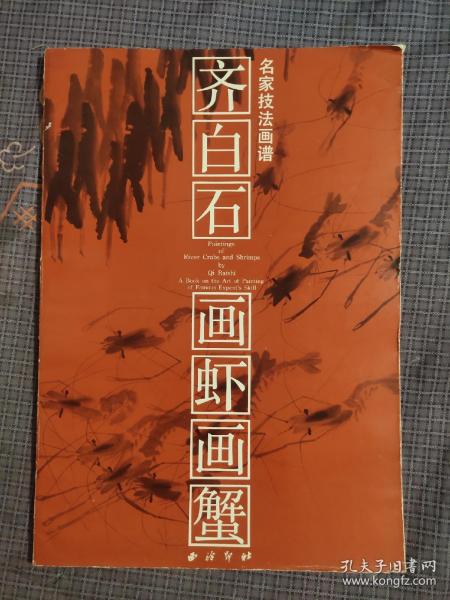 名家技法画谱
齐白石
Paintings
of
River Crabs and Shrimps
by
Qi Baishi
A Book on the Art of Painting
of Famous Expert's Skill
画虾画蟹
西泠印社
孔夫子旧书网
www.kongfz.com